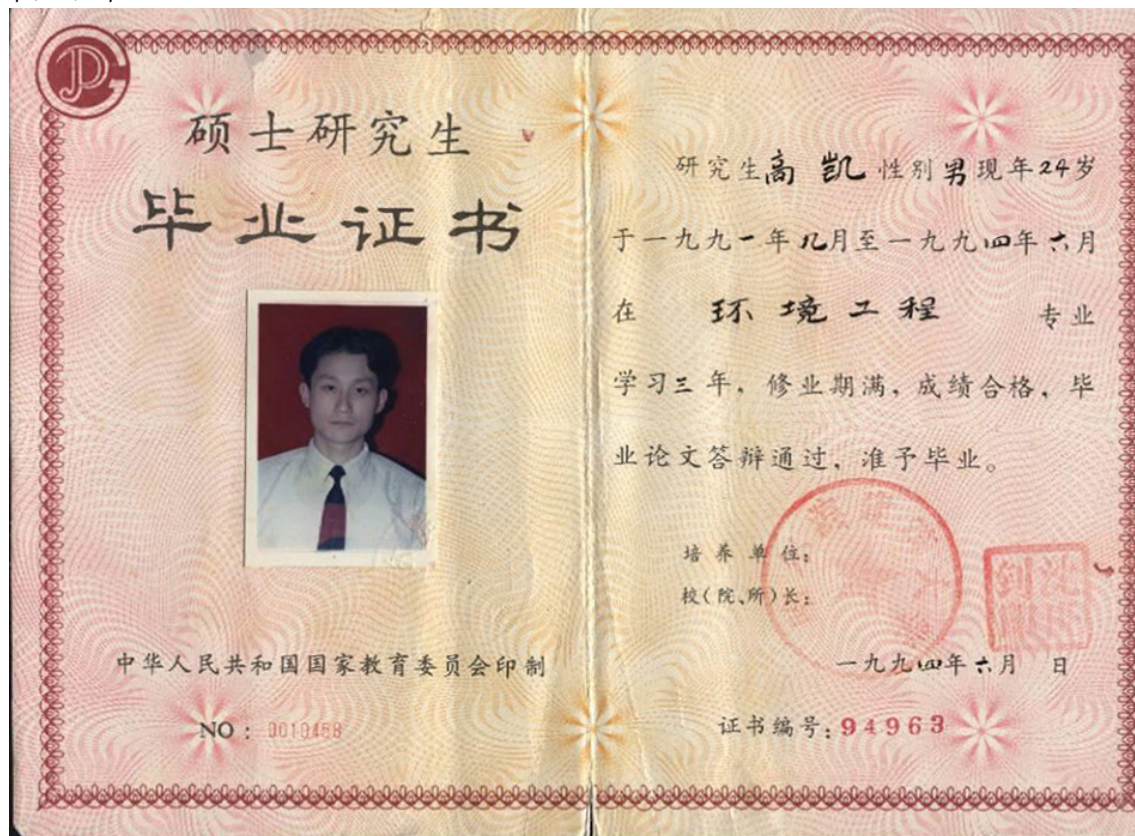 硕士研究生
毕业证书
中华人民共和国国家教育委员会印制
NO：0010458
研究生高凯性别男现年24岁
于一九九一年九月至一九九四年六月
在 环境工程 专业
学习三年，修业期满，成绩合格，毕
业论文答辩通过，准予毕业。
培养单位：
校（院、所）长：
一九九四年六月 日
证书编号：94963